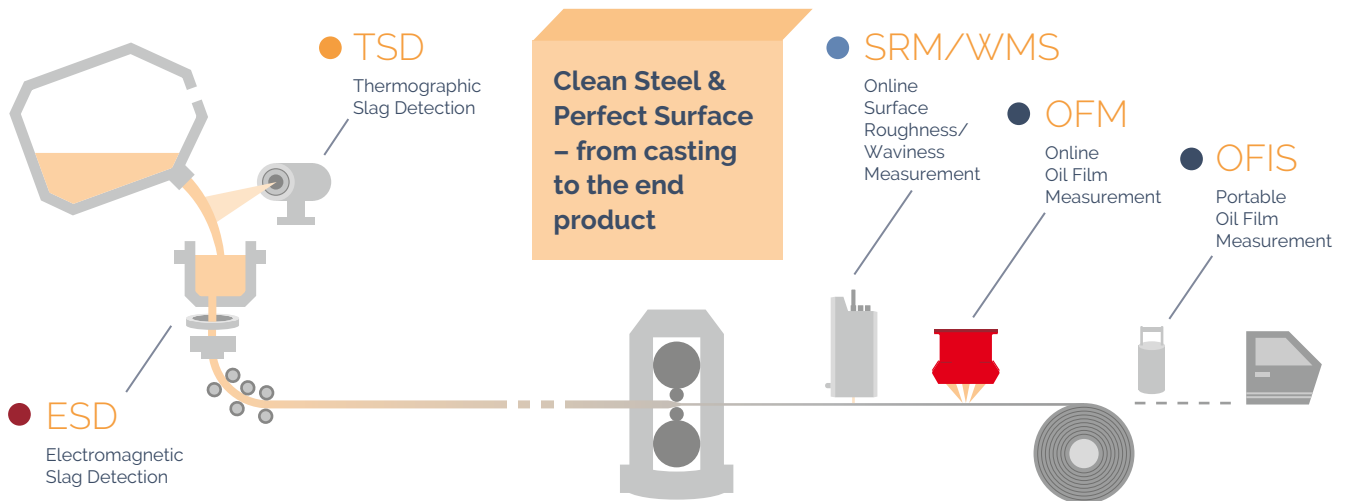 TSD
Thermographic
Slag Detection
Clean Steel &
Perfect Surface
– from casting
to the end
product
SRM/WMS
Online
Surface
Roughness/
Waviness
Measurement
OFM
Online
Oil Film
Measurement
OFIS
Portable
Oil Film
Measurement
ESD
Electromagnetic
Slag Detection